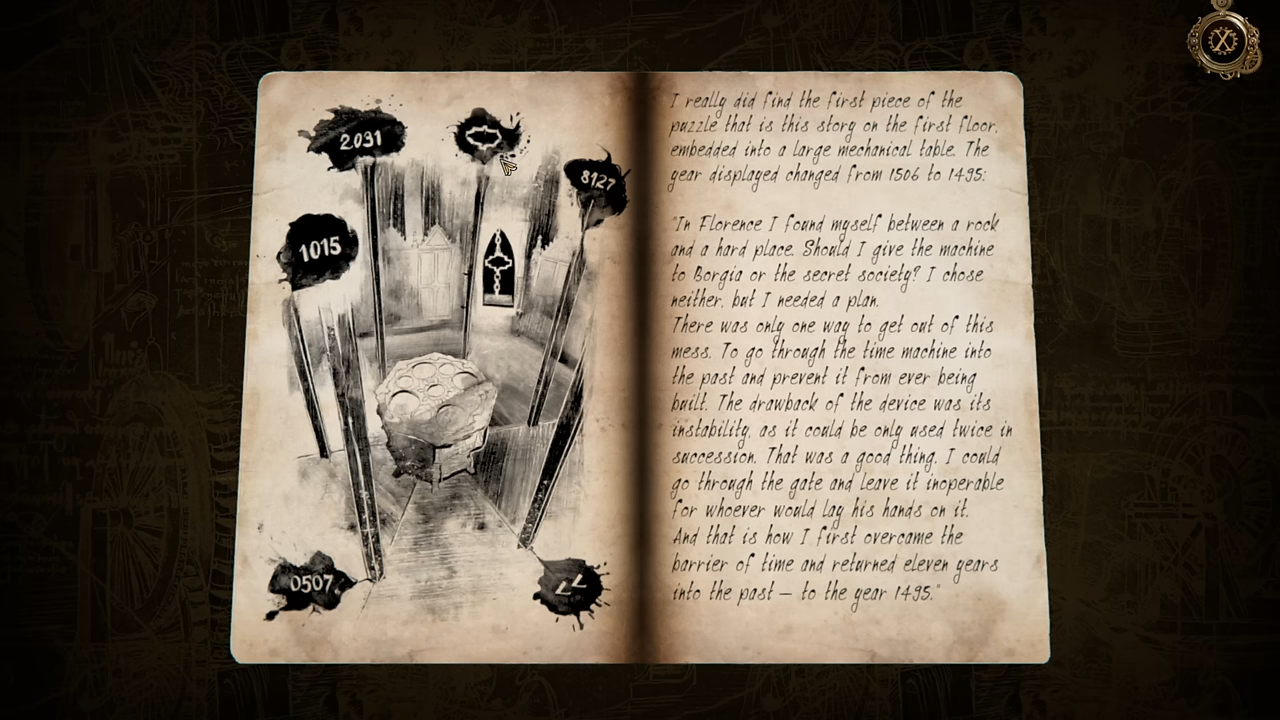 2031
8127
1015
0507
I really did find the first piece of the
puzzle that is this story on the first floor,
embedded into a large mechanical table. The
year displayed changed from 1506 to 1495:
"In Florence I found myself between a rock
and a hard place. Should I give the machine
to Borgia or the secret society? I chose
neither, but I needed a plan.
There was only one way to get out of this
mess. To go through the time machine into
the past and prevent it from ever being
built. The drawback of the device was its
instability, as it could be only used twice in
succession. That was a good thing. I could
go through the gate and leave it inoperable
for whoever would lay his hands on it.
And that is how I first overcame the
barrier of time and returned eleven years
into the past – to the year 1495."
X